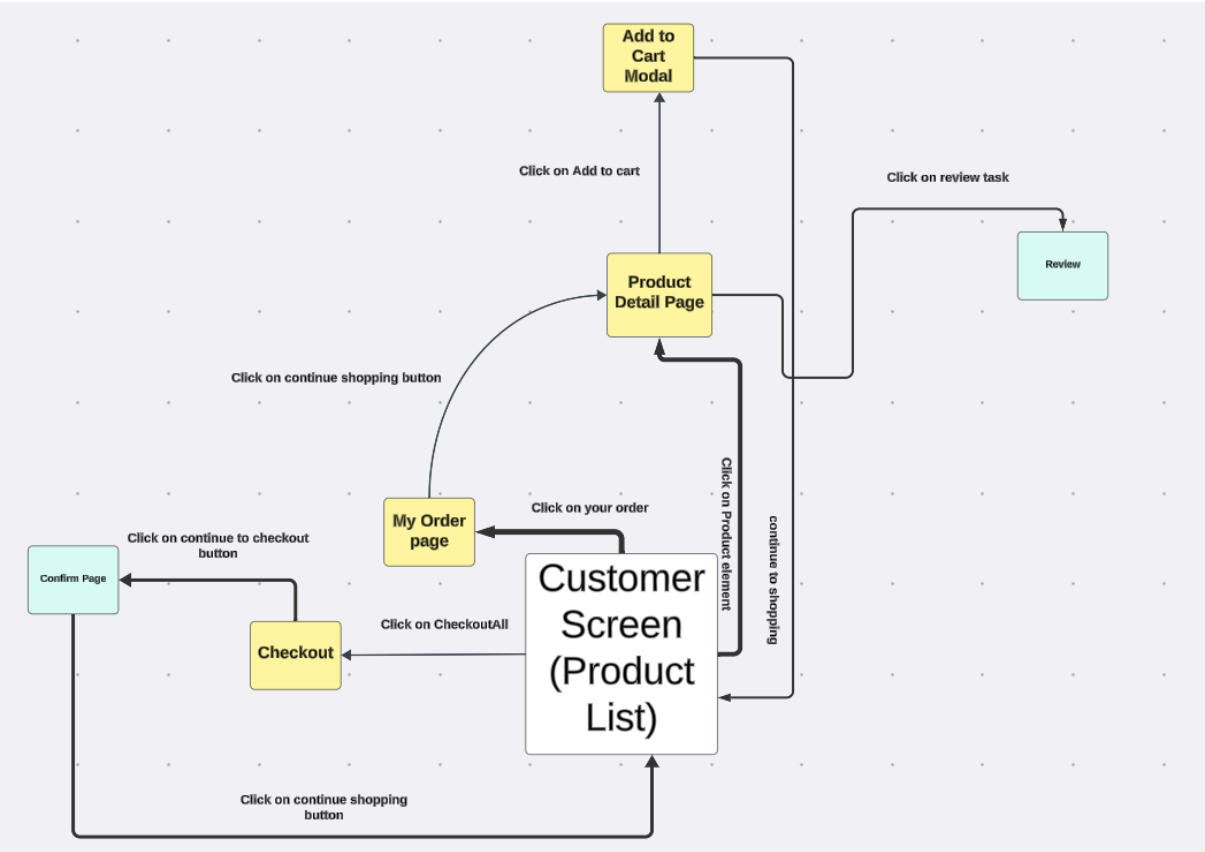 Add to
Cart
Modal
Click on Add to cart
Click on review task
Review
Product
Detail Page
Click on continue shopping button
Click on Product element
continue to shopping
Click on your order
My Order
page
Click on continue to checkout
button
Confirm Page
Customer
Screen
(Product
List)
Click on CheckoutAll
Checkout
Click on continue shopping
button